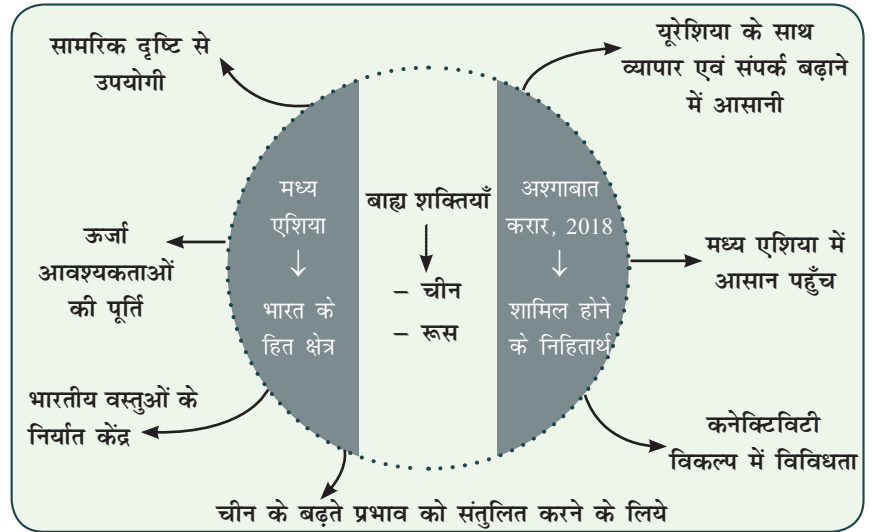 सामरिक दृष्टि से
उपयोगी
यूरेशिया के साथ
व्यापार एवं संपर्क बढ़ाने
में आसानी
मध्य
एशिया
↓
भारत के
हित क्षेत्र
बाह्य शक्तियाँ
– चीन
– रूस
अश्गाबात
करार, 2018
↓
शामिल होने
के निहितार्थ
ऊर्जा
आवश्यकताओं
की पूर्ति
मध्य एशिया में
आसान पहुँच
भारतीय वस्तुओं के
निर्यात केंद्र
कनेक्टिविटी
विकल्प में विविधता
चीन के बढ़ते प्रभाव को संतुलित करने के लिये